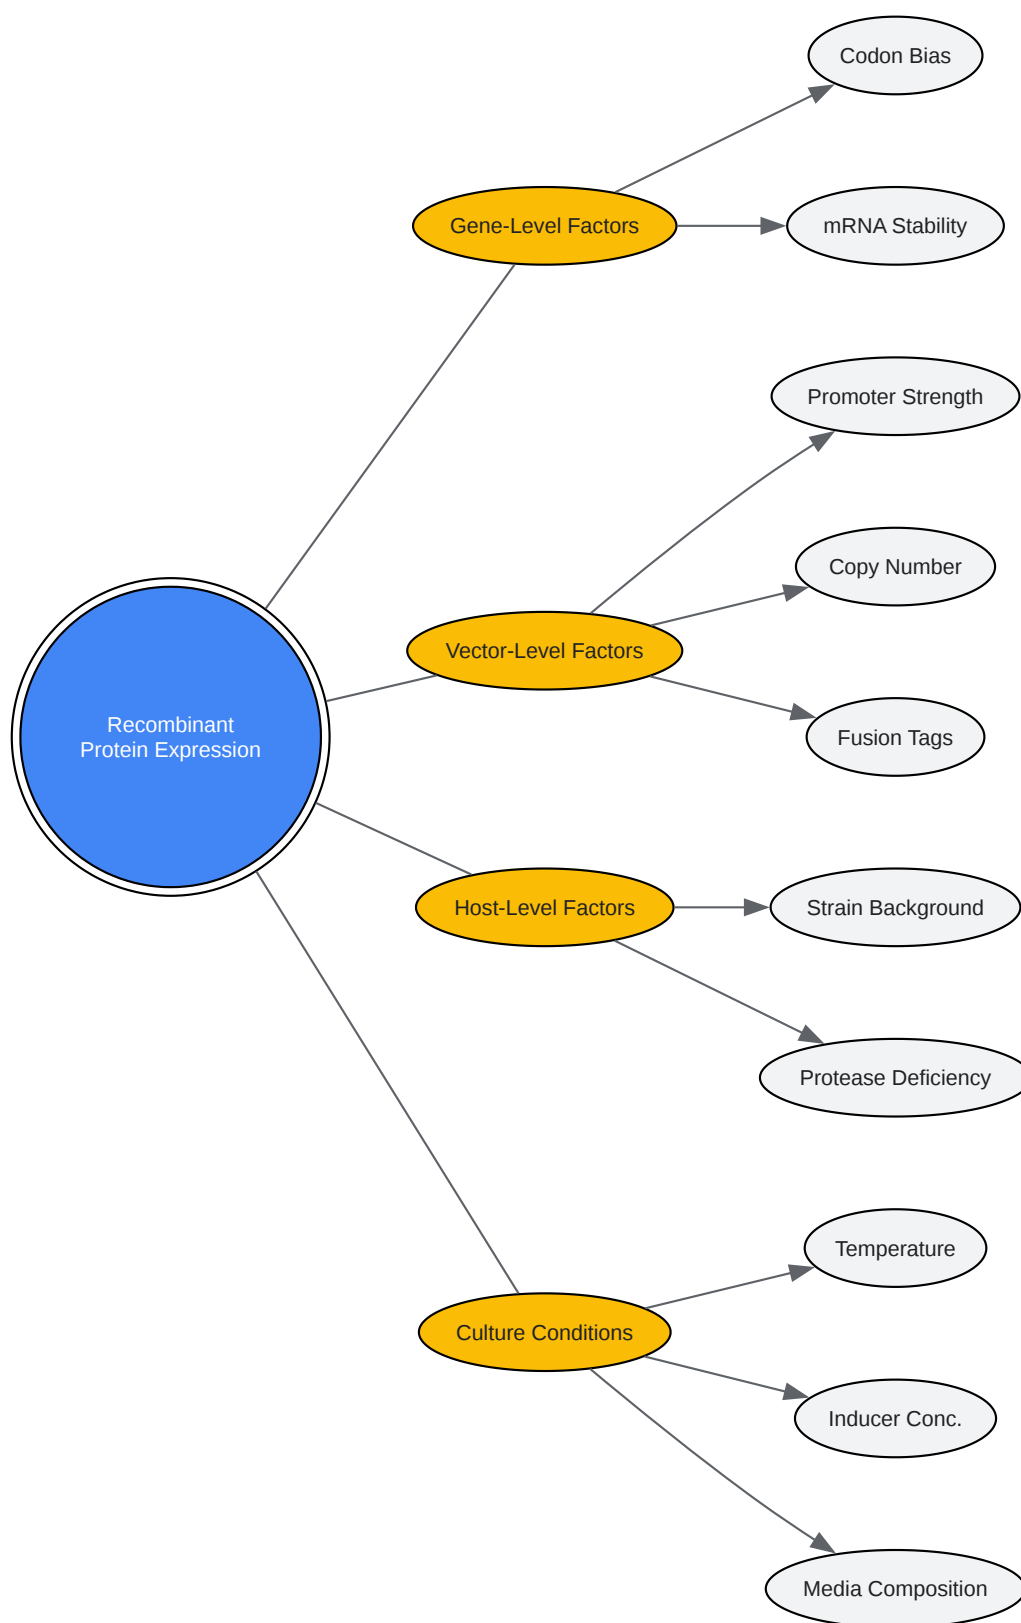 Codon Bias
Gene-Level Factors
mRNA Stability
Promoter Strength
Copy Number
Vector-Level Factors
Fusion Tags
Recombinant
Protein Expression
Host-Level Factors
Strain Background
Protease Deficiency
Temperature
Culture Conditions
Inducer Conc.
Media Composition